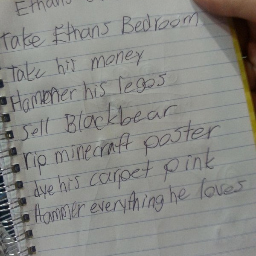 Ethans
Take Ethans Bedroom
Take his money
Hammer his legos
Sell Blackbear
rip minecraft poster
dye his carpet pink
Hammer everything he loves